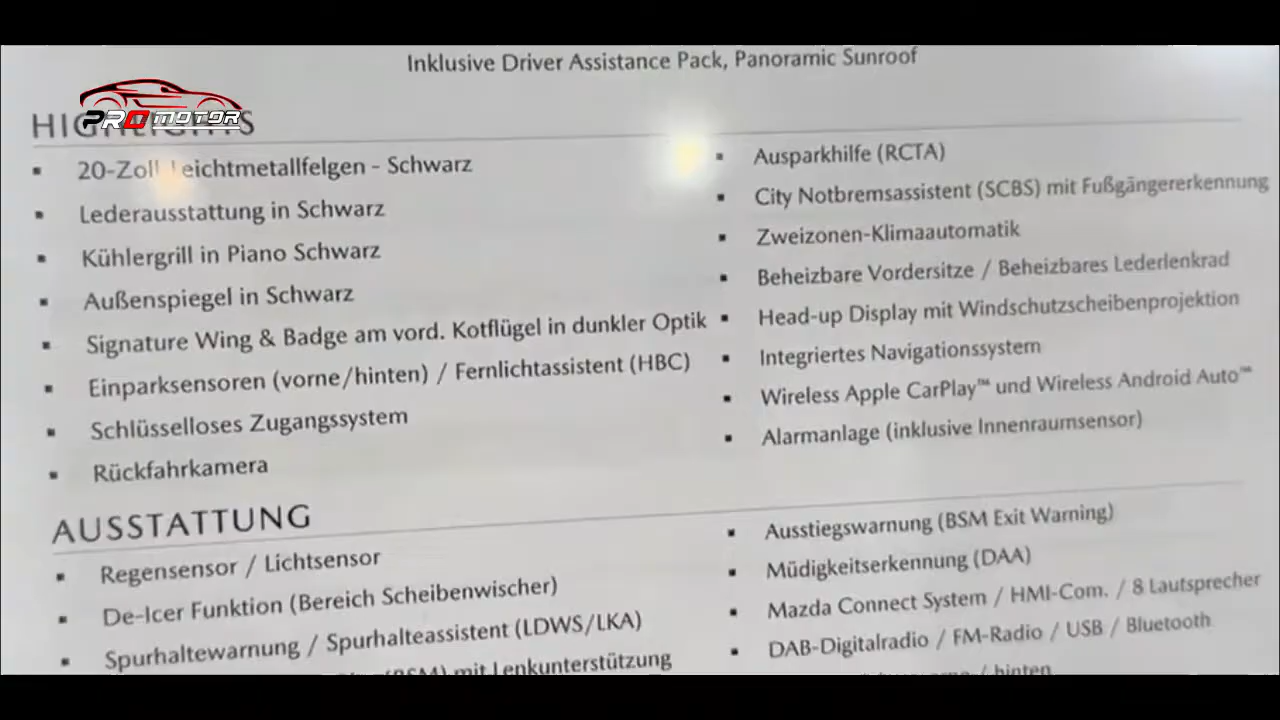 Inklusive Driver Assistance Pack, Panoramic Sunroof
PROMOTOR
HIGHLIGHTS
▪ 20-Zoll Leichtmetallfelgen - Schwarz
▪ Lederausstattung in Schwarz
▪ Kühlergrill in Piano Schwarz
▪ Außenspiegel in Schwarz
▪ Signature Wing & Badge am vord. Kotflügel in dunkler Optik
▪ Einparksensoren (vorne/hinten) / Fernlichtassistent (HBC)
▪ Schlüsselloses Zugangssystem
▪ Rückfahrkamera
▪ Ausparkhilfe (RCTA)
▪ City Notbremsassistent (SCBS) mit Fußgängererkennung
▪ Zweizonen-Klimaautomatik
▪ Beheizbare Vordersitze / Beheizbares Lederlenkrad
▪ Head-up Display mit Windschutzscheibenprojektion
▪ Integriertes Navigationssystem
▪ Wireless Apple CarPlay™ und Wireless Android Auto™
▪ Alarmanlage (inklusive Innenraumsensor)
AUSSTATTUNG
▪ Regensensor / Lichtsensor
▪ De-Icer Funktion (Bereich Scheibenwischer)
▪ Spurhaltewarnung / Spurhalteassistent (LDWS/LKA)
(BSM) mit Lenkunterstützung
▪ Ausstiegswarnung (BSM Exit Warning)
▪ Müdigkeitserkennung (DAA)
▪ Mazda Connect System / HMI-Com. / 8 Lautsprecher
▪ DAB-Digitalradio / FM-Radio / USB / Bluetooth
/ hinten